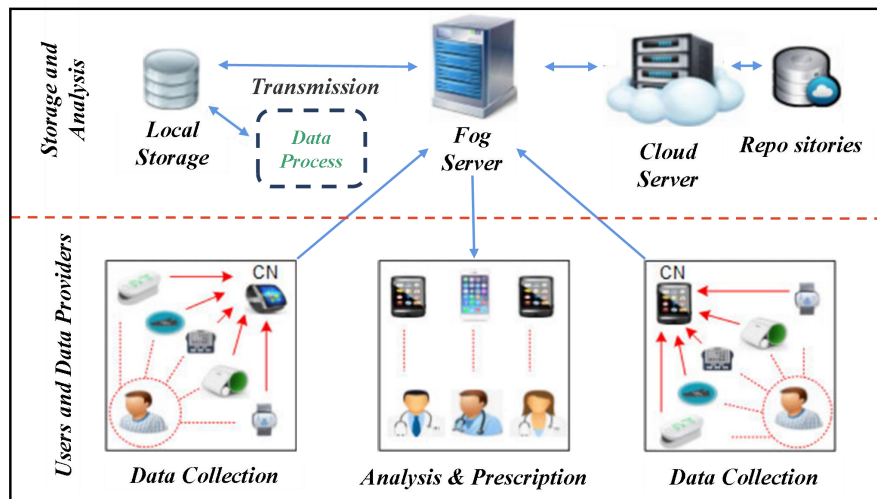 Storage and
Analysis
Transmission
Local
Storage
Data
Process
Fog
Server
Cloud
Server
Repo sitories
Users and Data Providers
CN
CN
Data Collection
Analysis & Prescription
Data Collection